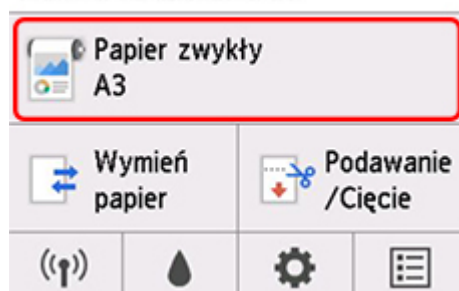 Papier zwykły
A3
Wymień
papier
Podawanie
/Cięcie